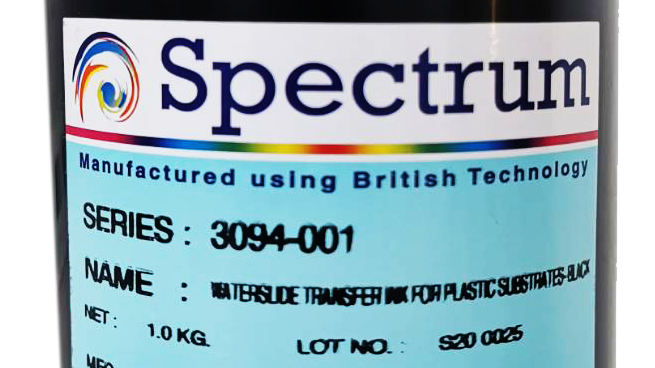 Spectrum
Manufactured using British Technology
SERIES : 3094-001
NAME : WATERSLIDE TRANSFER INK FOR PLASTIC SUBSTRATES-BLACK
NET : 1.0 KG. LOT NO. : S20 0025